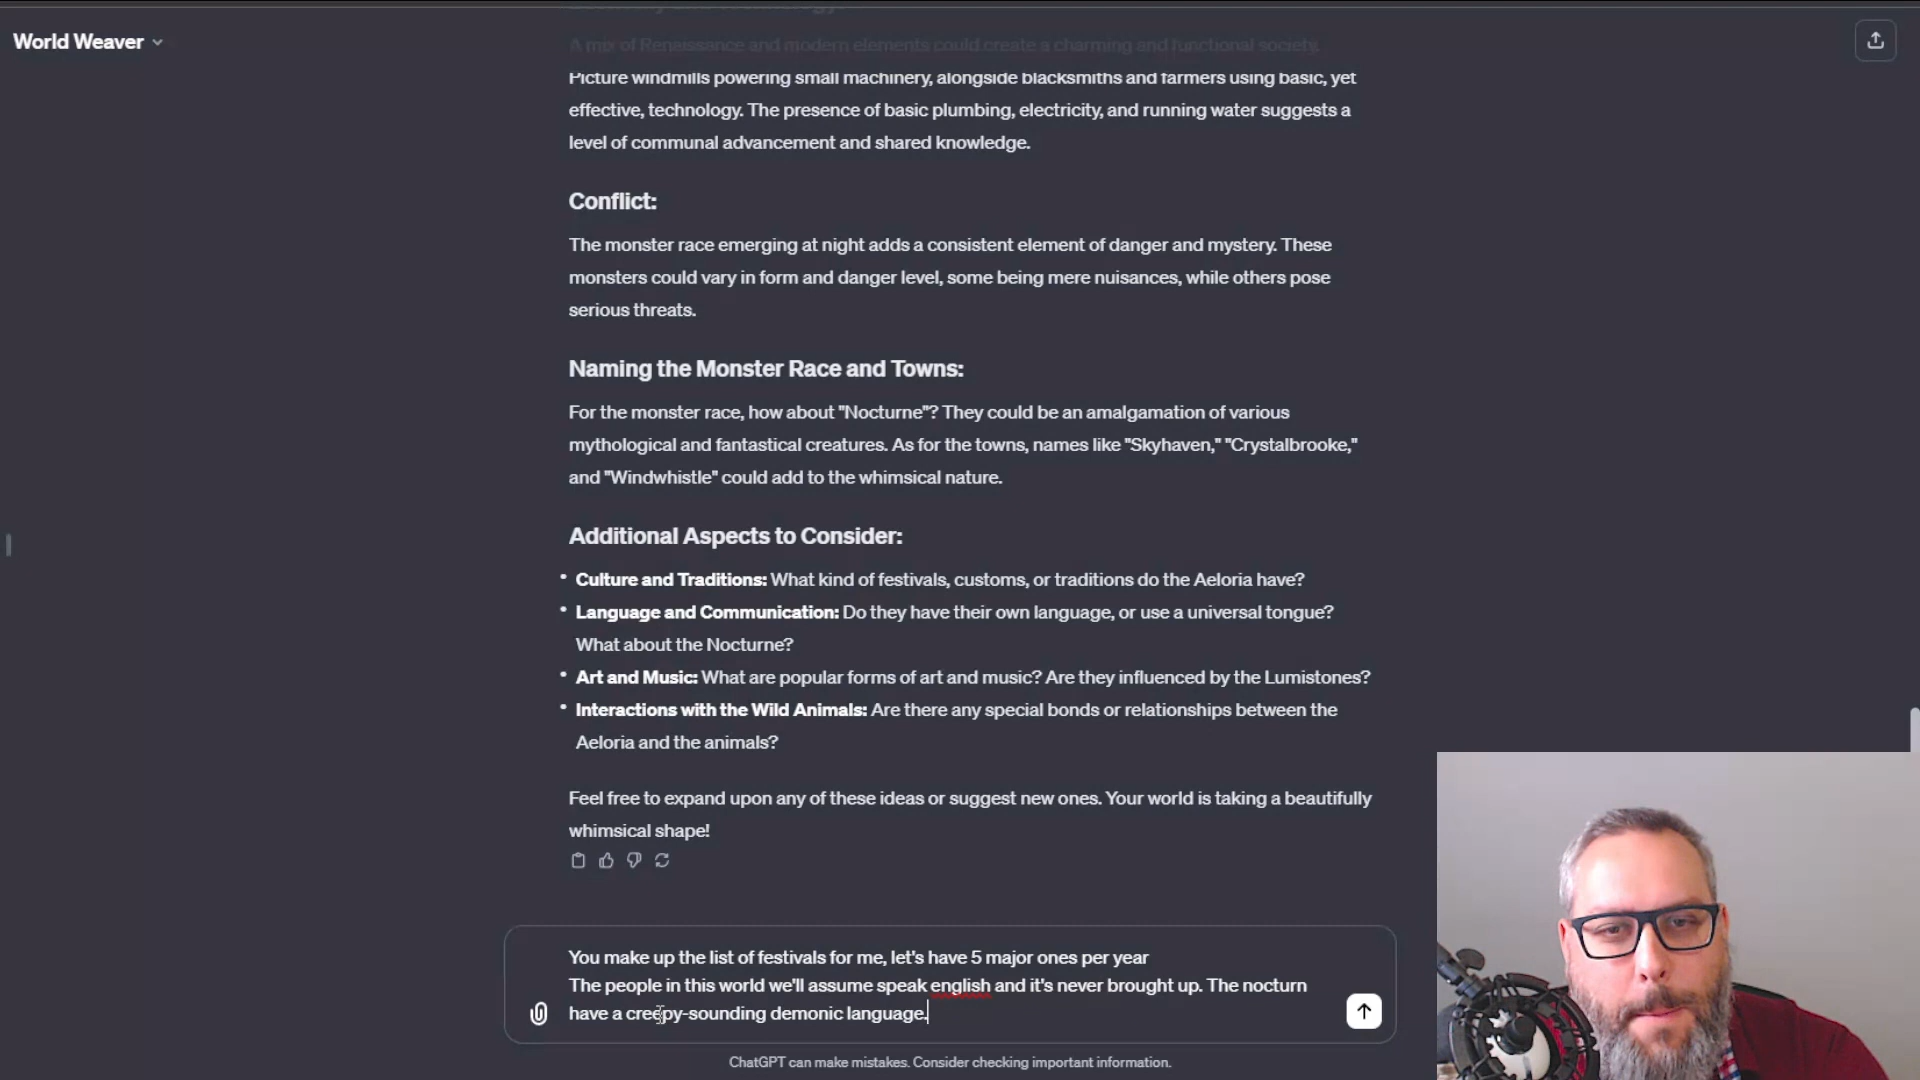 World Weaver
A mix of Renaissance and modern elements could create a charming and functional society.
Picture windmills powering small machinery, alongside blacksmiths and farmers using basic, yet
effective, technology. The presence of basic plumbing, electricity, and running water suggests a
level of communal advancement and shared knowledge.
Conflict:
The monster race emerging at night adds a consistent element of danger and mystery. These
monsters could vary in form and danger level, some being mere nuisances, while others pose
serious threats.
Naming the Monster Race and Towns:
For the monster race, how about "Nocturne"? They could be an amalgamation of various
mythological and fantastical creatures. As for the towns, names like "Skyhaven," "Crystalbrooke,"
and "Windwhistle" could add to the whimsical nature.
Additional Aspects to Consider:
• Culture and Traditions: What kind of festivals, customs, or traditions do the Aeloria have?
• Language and Communication: Do they have their own language, or use a universal tongue?
What about the Nocturne?
• Art and Music: What are popular forms of art and music? Are they influenced by the Lumistones?
• Interactions with the Wild Animals: Are there any special bonds or relationships between the
Aeloria and the animals?
Feel free to expand upon any of these ideas or suggest new ones. Your world is taking a beautifully
whimsical shape!
You make up the list of festivals for me, let's have 5 major ones per year
The people in this world we'll assume speak english and it's never brought up. The nocturn
have a creepy-sounding demonic language.
ChatGPT can make mistakes. Consider checking important information.